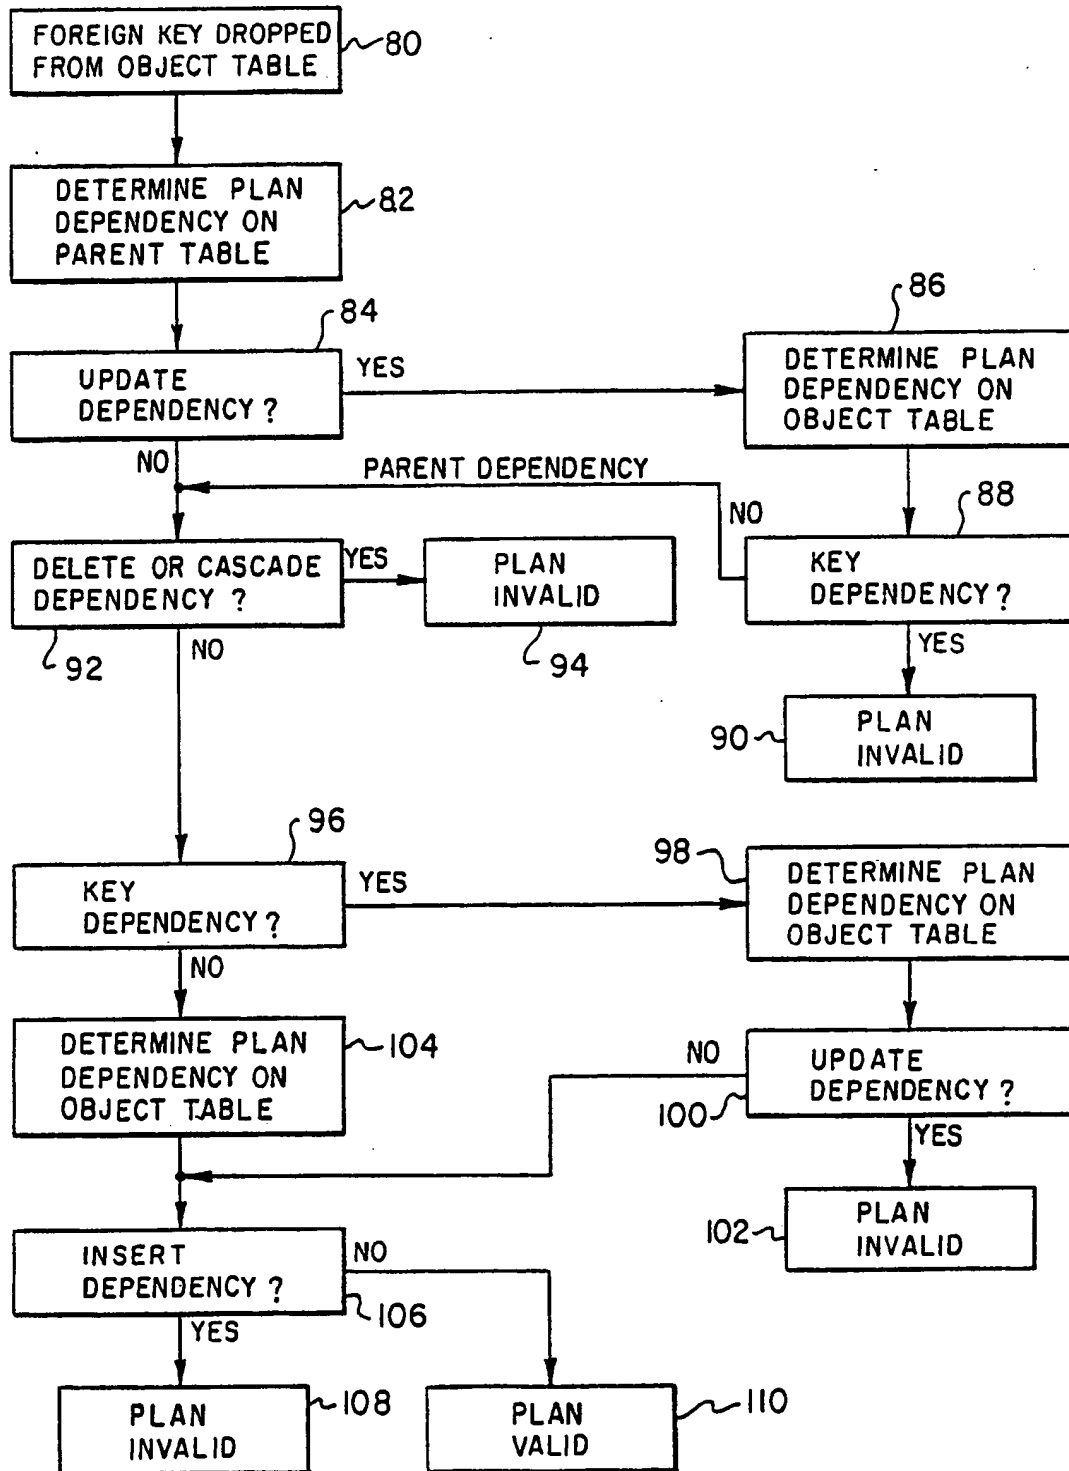 FOREIGN KEY DROPPED
FROM OBJECT TABLE
80
DETERMINE PLAN
DEPENDENCY ON
PARENT TABLE
82
84
UPDATE
DEPENDENCY?
YES
NO
86
DETERMINE PLAN
DEPENDENCY ON
OBJECT TABLE
PARENT DEPENDENCY
88
NO
KEY
DEPENDENCY?
YES
DELETE OR CASCADE
DEPENDENCY?
YES
92
NO
PLAN
INVALID
94
90
PLAN
INVALID
96
KEY
DEPENDENCY?
YES
NO
98
DETERMINE PLAN
DEPENDENCY ON
OBJECT TABLE
DETERMINE PLAN
DEPENDENCY ON
OBJECT TABLE
104
NO
UPDATE
DEPENDENCY?
100
YES
102
PLAN
INVALID
INSERT
DEPENDENCY?
NO
106
YES
PLAN
INVALID
108
PLAN
VALID
110